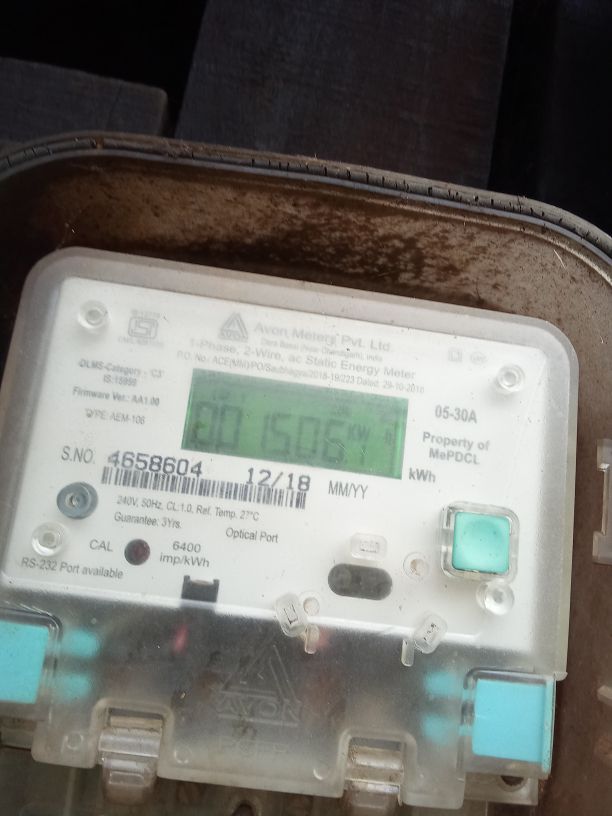 Avon Meters Pvt. Ltd.
1-Phase, 2-Wire, ac Static Energy Meter
DLMS-Category : 'C3'
IS:15959
Firmware Ver.: AA1.00
TYPE: AEM-106
05-30A
Property of
MePDCL
kWh
S.NO. 4658604 12/18 MM/YY
240V, 50Hz, CL:1.0, Ref. Temp. 27°C
Guarantee: 3Yrs.
Optical Port
CAL
6400
imp/kWh
RS-232 Port available
AVON